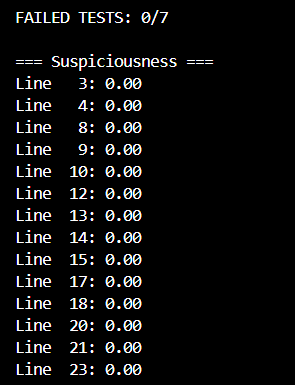 FAILED TESTS: 0/7

=== Suspiciousness ===
Line   3: 0.00
Line   4: 0.00
Line   8: 0.00
Line   9: 0.00
Line  10: 0.00
Line  12: 0.00
Line  13: 0.00
Line  14: 0.00
Line  15: 0.00
Line  17: 0.00
Line  18: 0.00
Line  20: 0.00
Line  21: 0.00
Line  23: 0.00